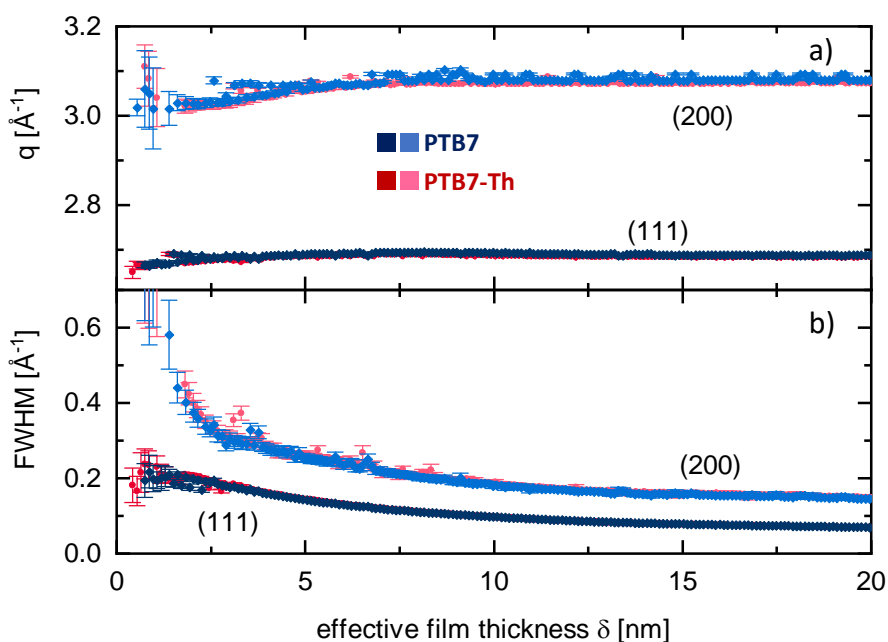 3.2
a)
3.0
(200)
q [Å⁻¹]
PTB7
PTB7-Th
2.8
(111)
b)
0.6
FWHM [Å⁻¹]
0.4
(200)
0.2
(111)
0.0
0 5 10 15 20
effective film thickness δ [nm]